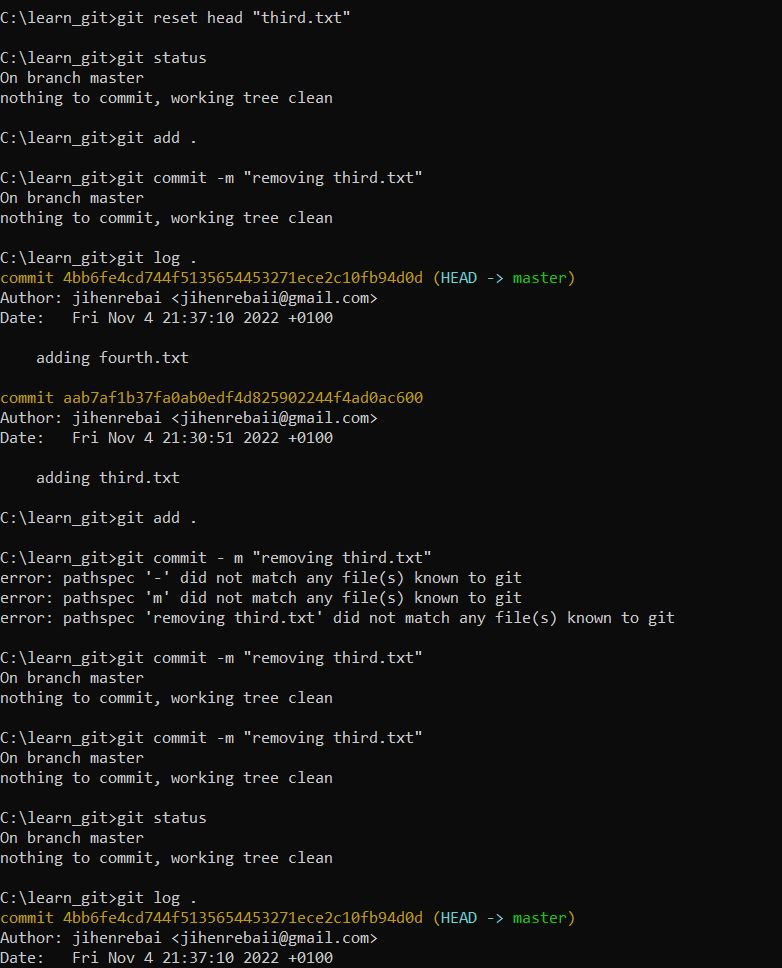 C:\learn_git>git reset head "third.txt"
C:\learn_git>git status
On branch master
nothing to commit, working tree clean
C:\learn_git>git add .
C:\learn_git>git commit -m "removing third.txt"
On branch master
nothing to commit, working tree clean
C:\learn_git>git log .
commit 4bb6fe4cd744f5135654453271ece2c10fb94d0d (HEAD -> master)
Author: jihenrebai <jihenrebaii@gmail.com>
Date:   Fri Nov 4 21:37:10 2022 +0100
    adding fourth.txt
commit aab7af1b37fa0ab0edf4d825902244f4ad0ac600
Author: jihenrebai <jihenrebaii@gmail.com>
Date:   Fri Nov 4 21:30:51 2022 +0100
    adding third.txt
C:\learn_git>git add .
C:\learn_git>git commit - m "removing third.txt"
error: pathspec '-' did not match any file(s) known to git
error: pathspec 'm' did not match any file(s) known to git
error: pathspec 'removing third.txt' did not match any file(s) known to git
C:\learn_git>git commit -m "removing third.txt"
On branch master
nothing to commit, working tree clean
C:\learn_git>git commit -m "removing third.txt"
On branch master
nothing to commit, working tree clean
C:\learn_git>git status
On branch master
nothing to commit, working tree clean
C:\learn_git>git log .
commit 4bb6fe4cd744f5135654453271ece2c10fb94d0d (HEAD -> master)
Author: jihenrebai <jihenrebaii@gmail.com>
Date:   Fri Nov 4 21:37:10 2022 +0100